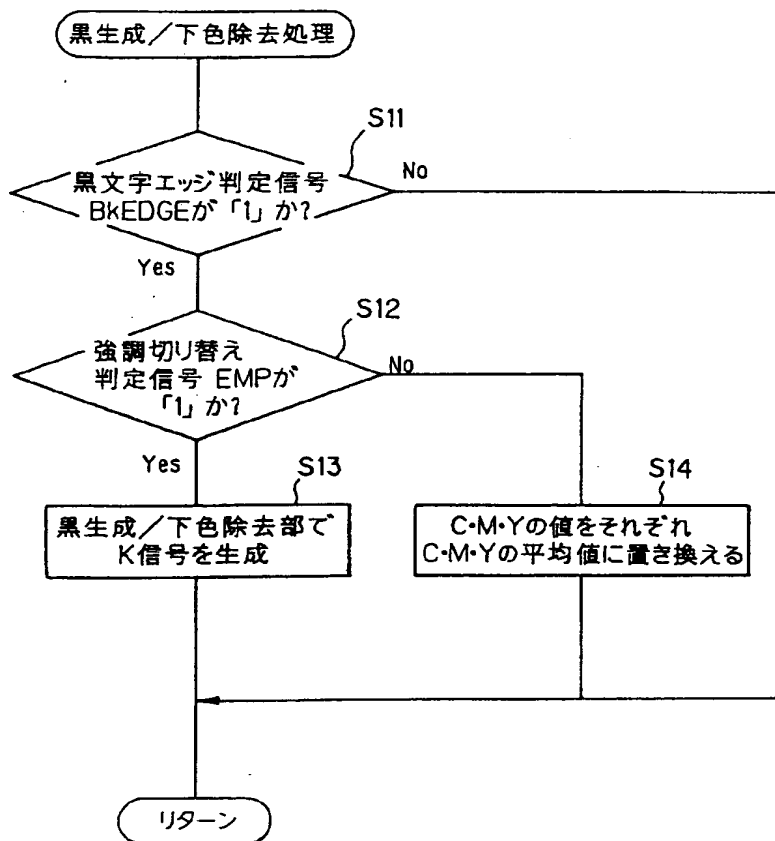 黒生成／下色除去処理
S11
黒文字エッジ判定信号
BkEDGEが「1」か?
No
Yes
S12
強調切り替え
判定信号 EMPが
「1」か?
No
Yes
S13
黒生成／下色除去部で
K信号を生成
S14
C・M・Yの値をそれぞれ
C・M・Yの平均値に置き換える
リターン